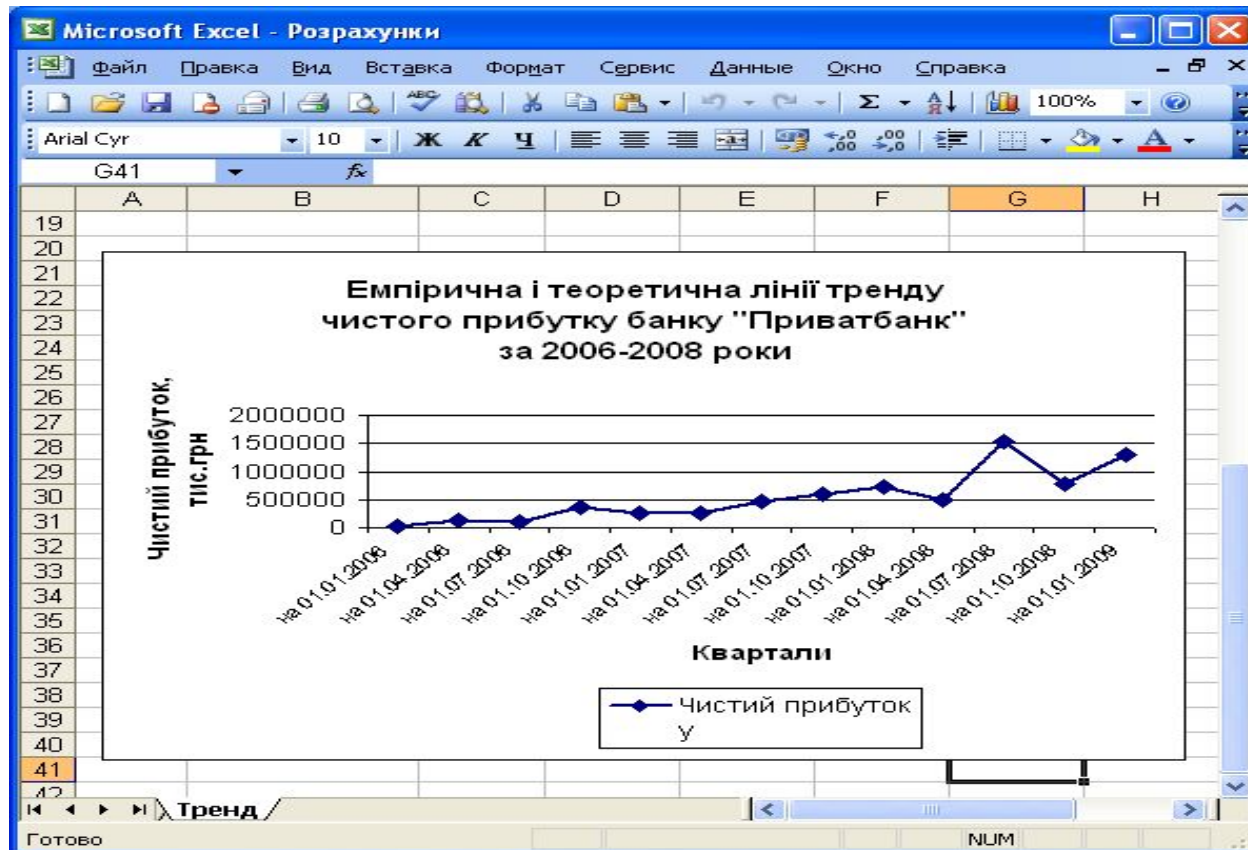 Microsoft Excel - Розрахунки
Файл Правка Вид Вставка Формат Сервис Данные Окно Справка
100%
Arial Cyr 10 Ж К Ч
G41 fx
A B C D E F G H
19
20
21
22
23
24
25
26
27
28
29
30
31
32
33
34
35
36
37
38
39
40
41
42
Емпірична і теоретична лінії тренду
чистого прибутку банку "Приватбанк"
за 2006-2008 роки
Чистий прибуток,
тис.грн
2000000
1500000
1000000
500000
0
на 01.01.2006
на 01.04.2006
на 01.07.2006
на 01.10.2006
на 01.01.2007
на 01.04.2007
на 01.07.2007
на 01.10.2007
на 01.01.2008
на 01.04.2008
на 01.07.2008
на 01.10.2008
на 01.01.2009
Квартали
Чистий прибуток
у
Тренд
Готово NUM